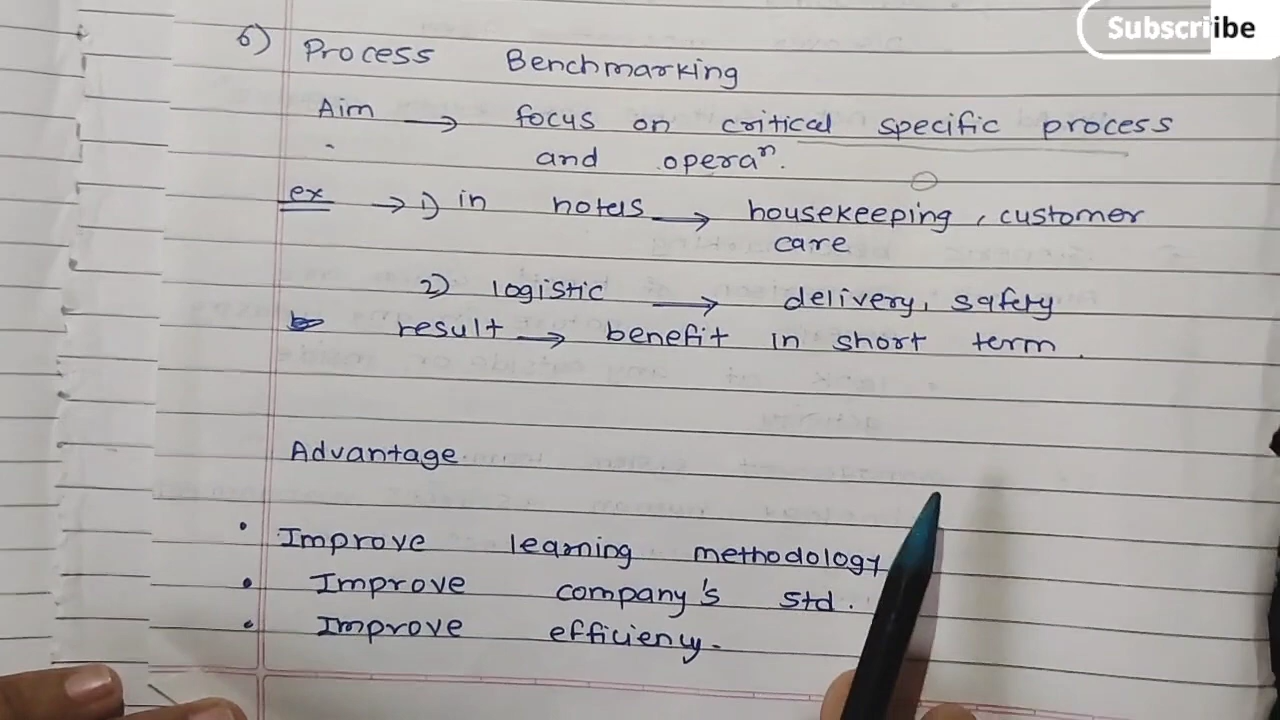 Subscriibe
6) Process Benchmarking
Aim → focus on critical specific process
and operaⁿ.
ex → 1) in hotels → housekeeping, customer
care
2) logistic → delivery, safety
result → benefit in short term.
Advantage.
• Improve learning methodology
• Improve company's std.
• Improve efficiency.